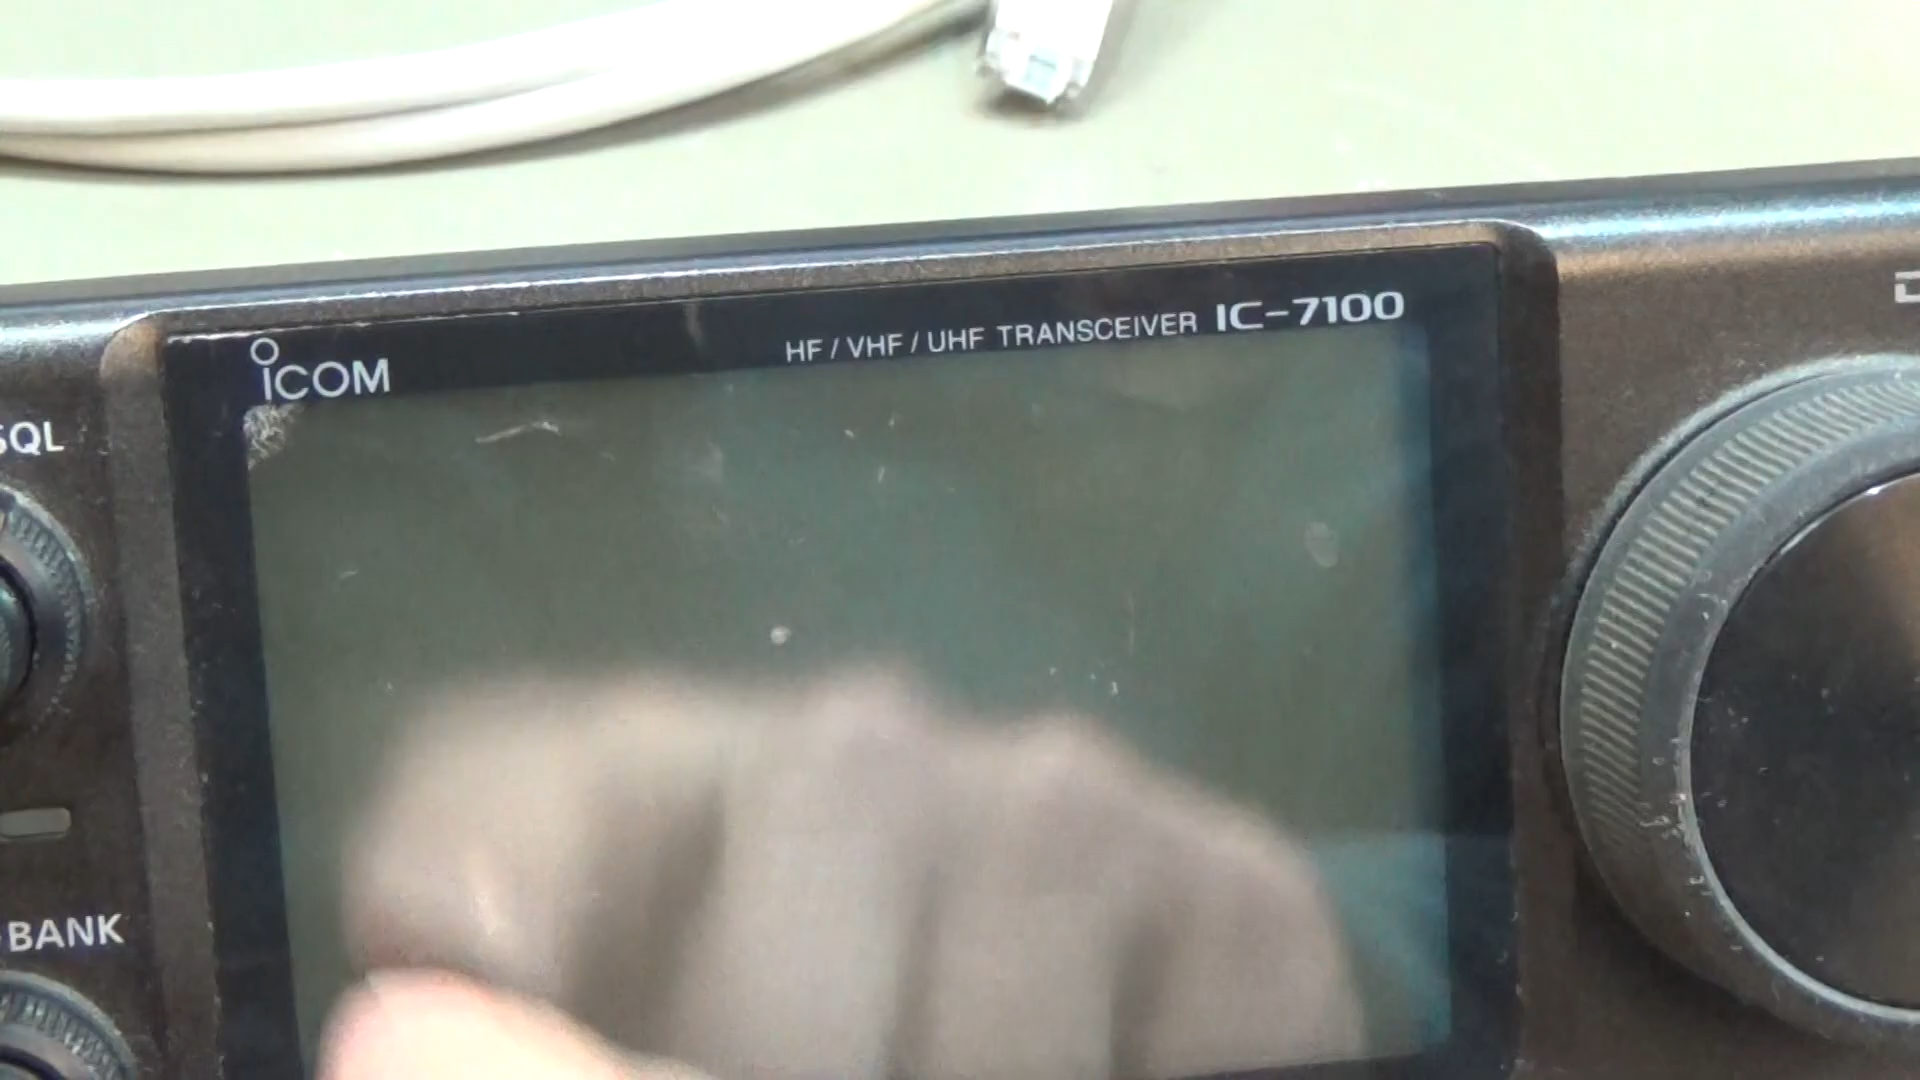 ICOM
HF / VHF / UHF TRANSCEIVER IC-7100
SQL
BANK